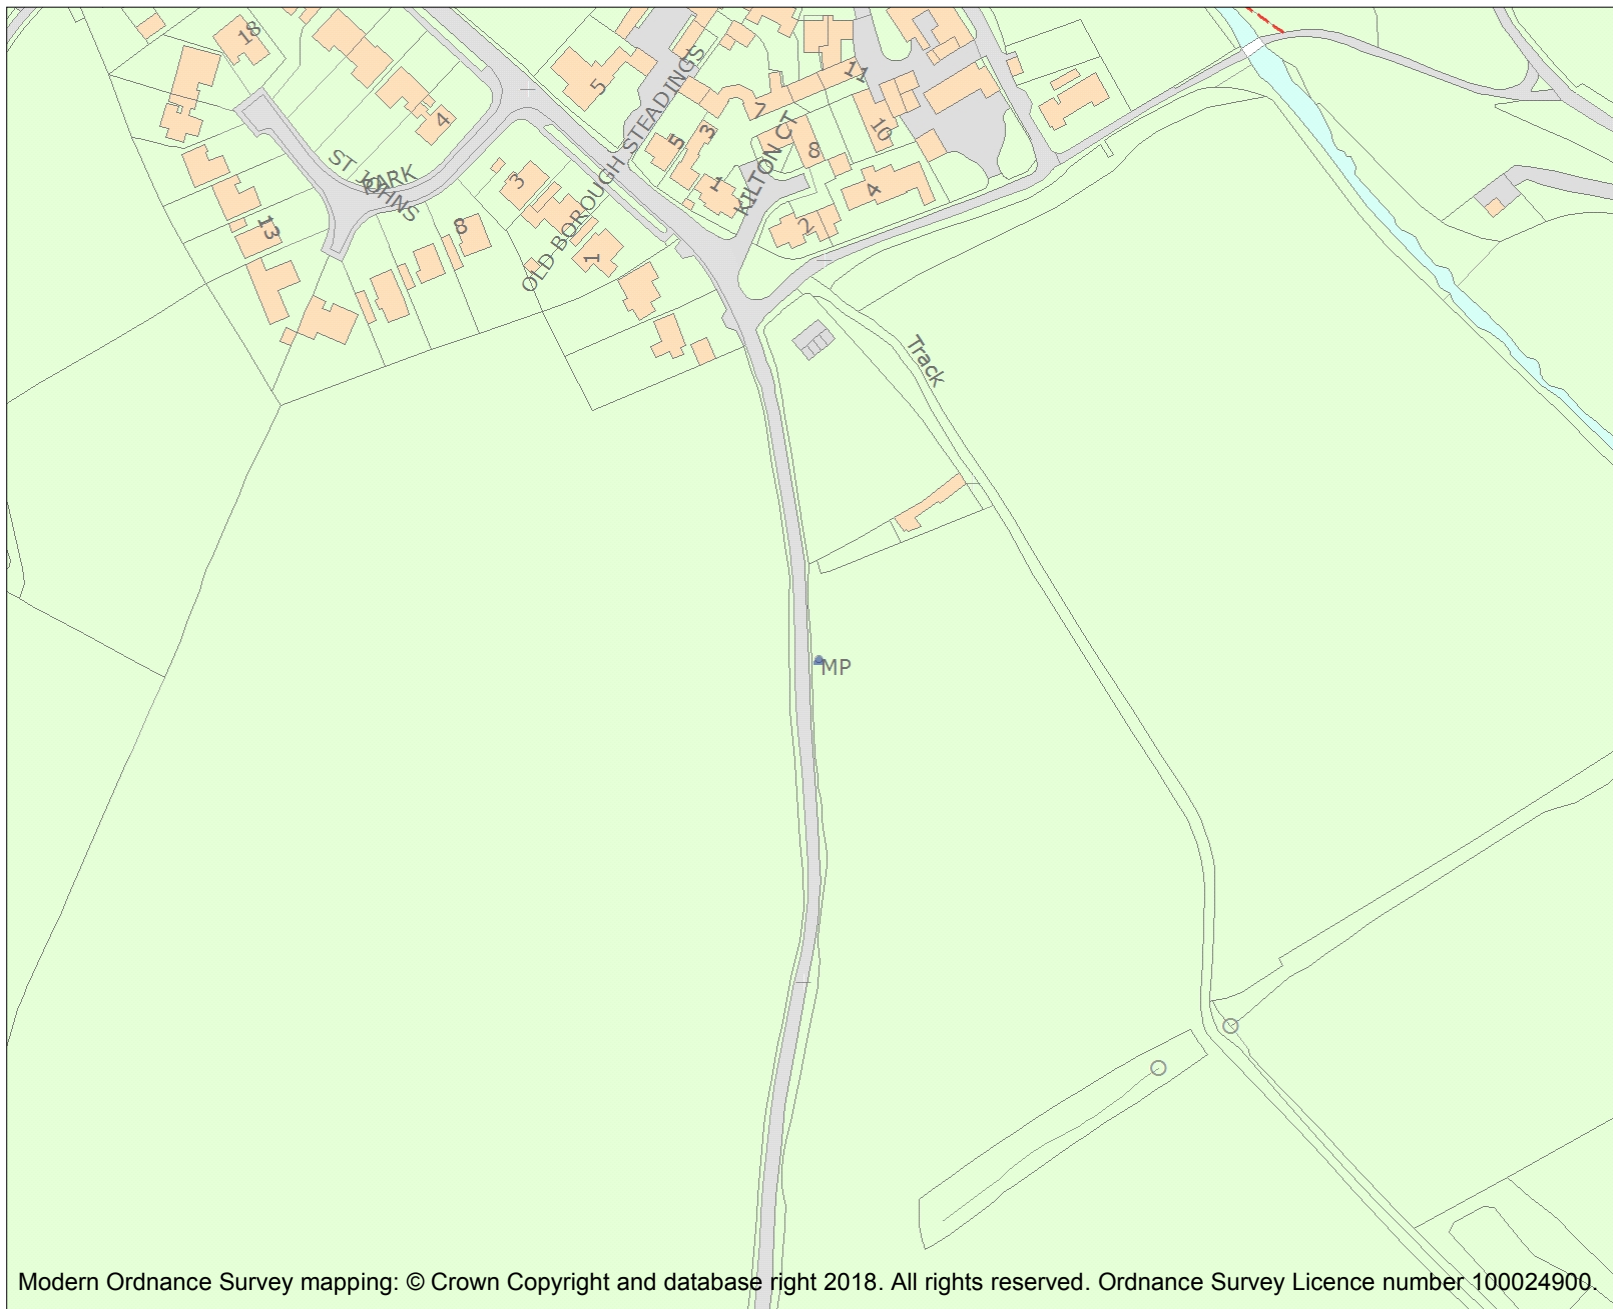 18
5
11
4
7
10
5
3
8
ST JOHNS
PARK
KILTON CT
OLD BOROUGH STEADINGS
3
1
4
13
8
2
1
Track
MP
Modern Ordnance Survey mapping: © Crown Copyright and database right 2018. All rights reserved. Ordnance Survey Licence number 100024900.